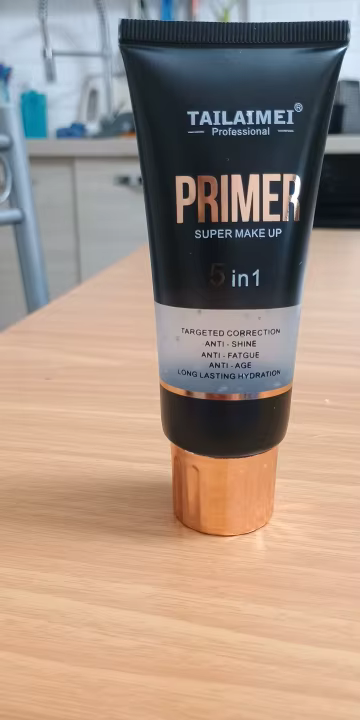 TAILAIMEI®
Professional
PRIMER
SUPER MAKE UP
5 in1
TARGETED CORRECTION
ANTI - SHINE
ANTI - FATGUE
ANTI - AGE
LONG LASTING HYDRATION